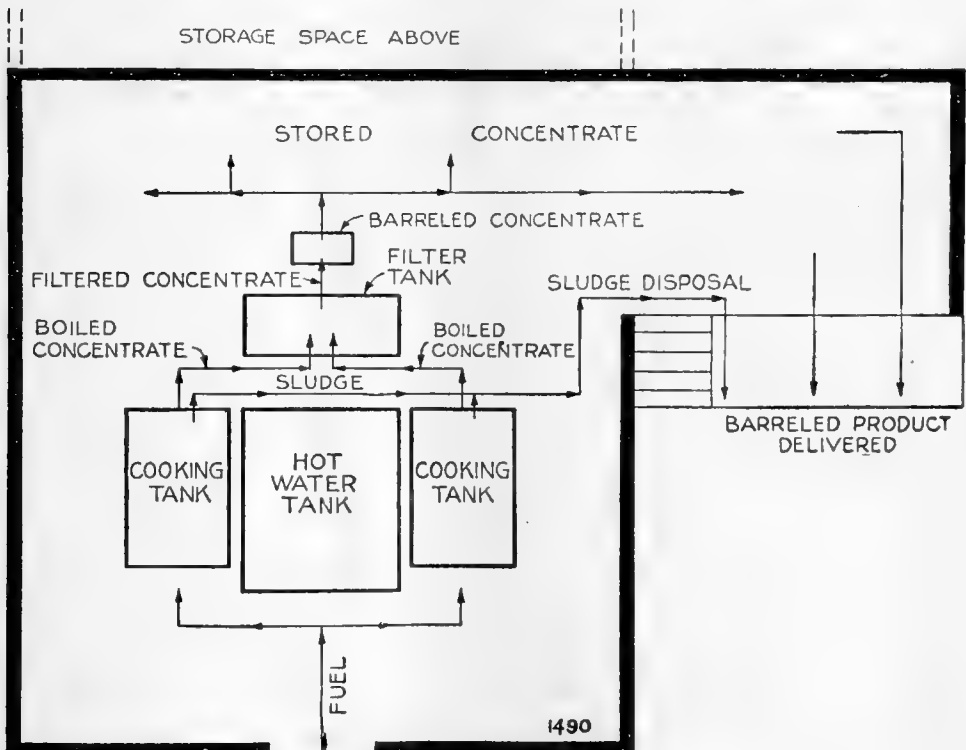 STORAGE SPACE ABOVE
STORED CONCENTRATE
BARRELED CONCENTRATE
FILTER
TANK
FILTERED CONCENTRATE
SLUDGE DISPOSAL
BOILED
CONCENTRATE
BOILED
CONCENTRATE
SLUDGE
BARRELED PRODUCT
DELIVERED
COOKING
TANK
HOT
WATER
TANK
COOKING
TANK
FUEL
1490